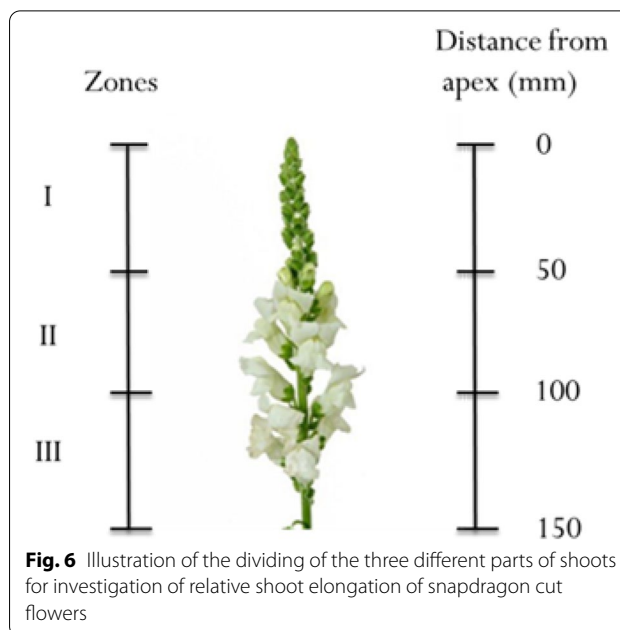 Distance from
Zones apex (mm)
0
I
50
II
100
III
150
Fig. 6 Illustration of the dividing of the three different parts of shoots
for investigation of relative shoot elongation of snapdragon cut
flowers